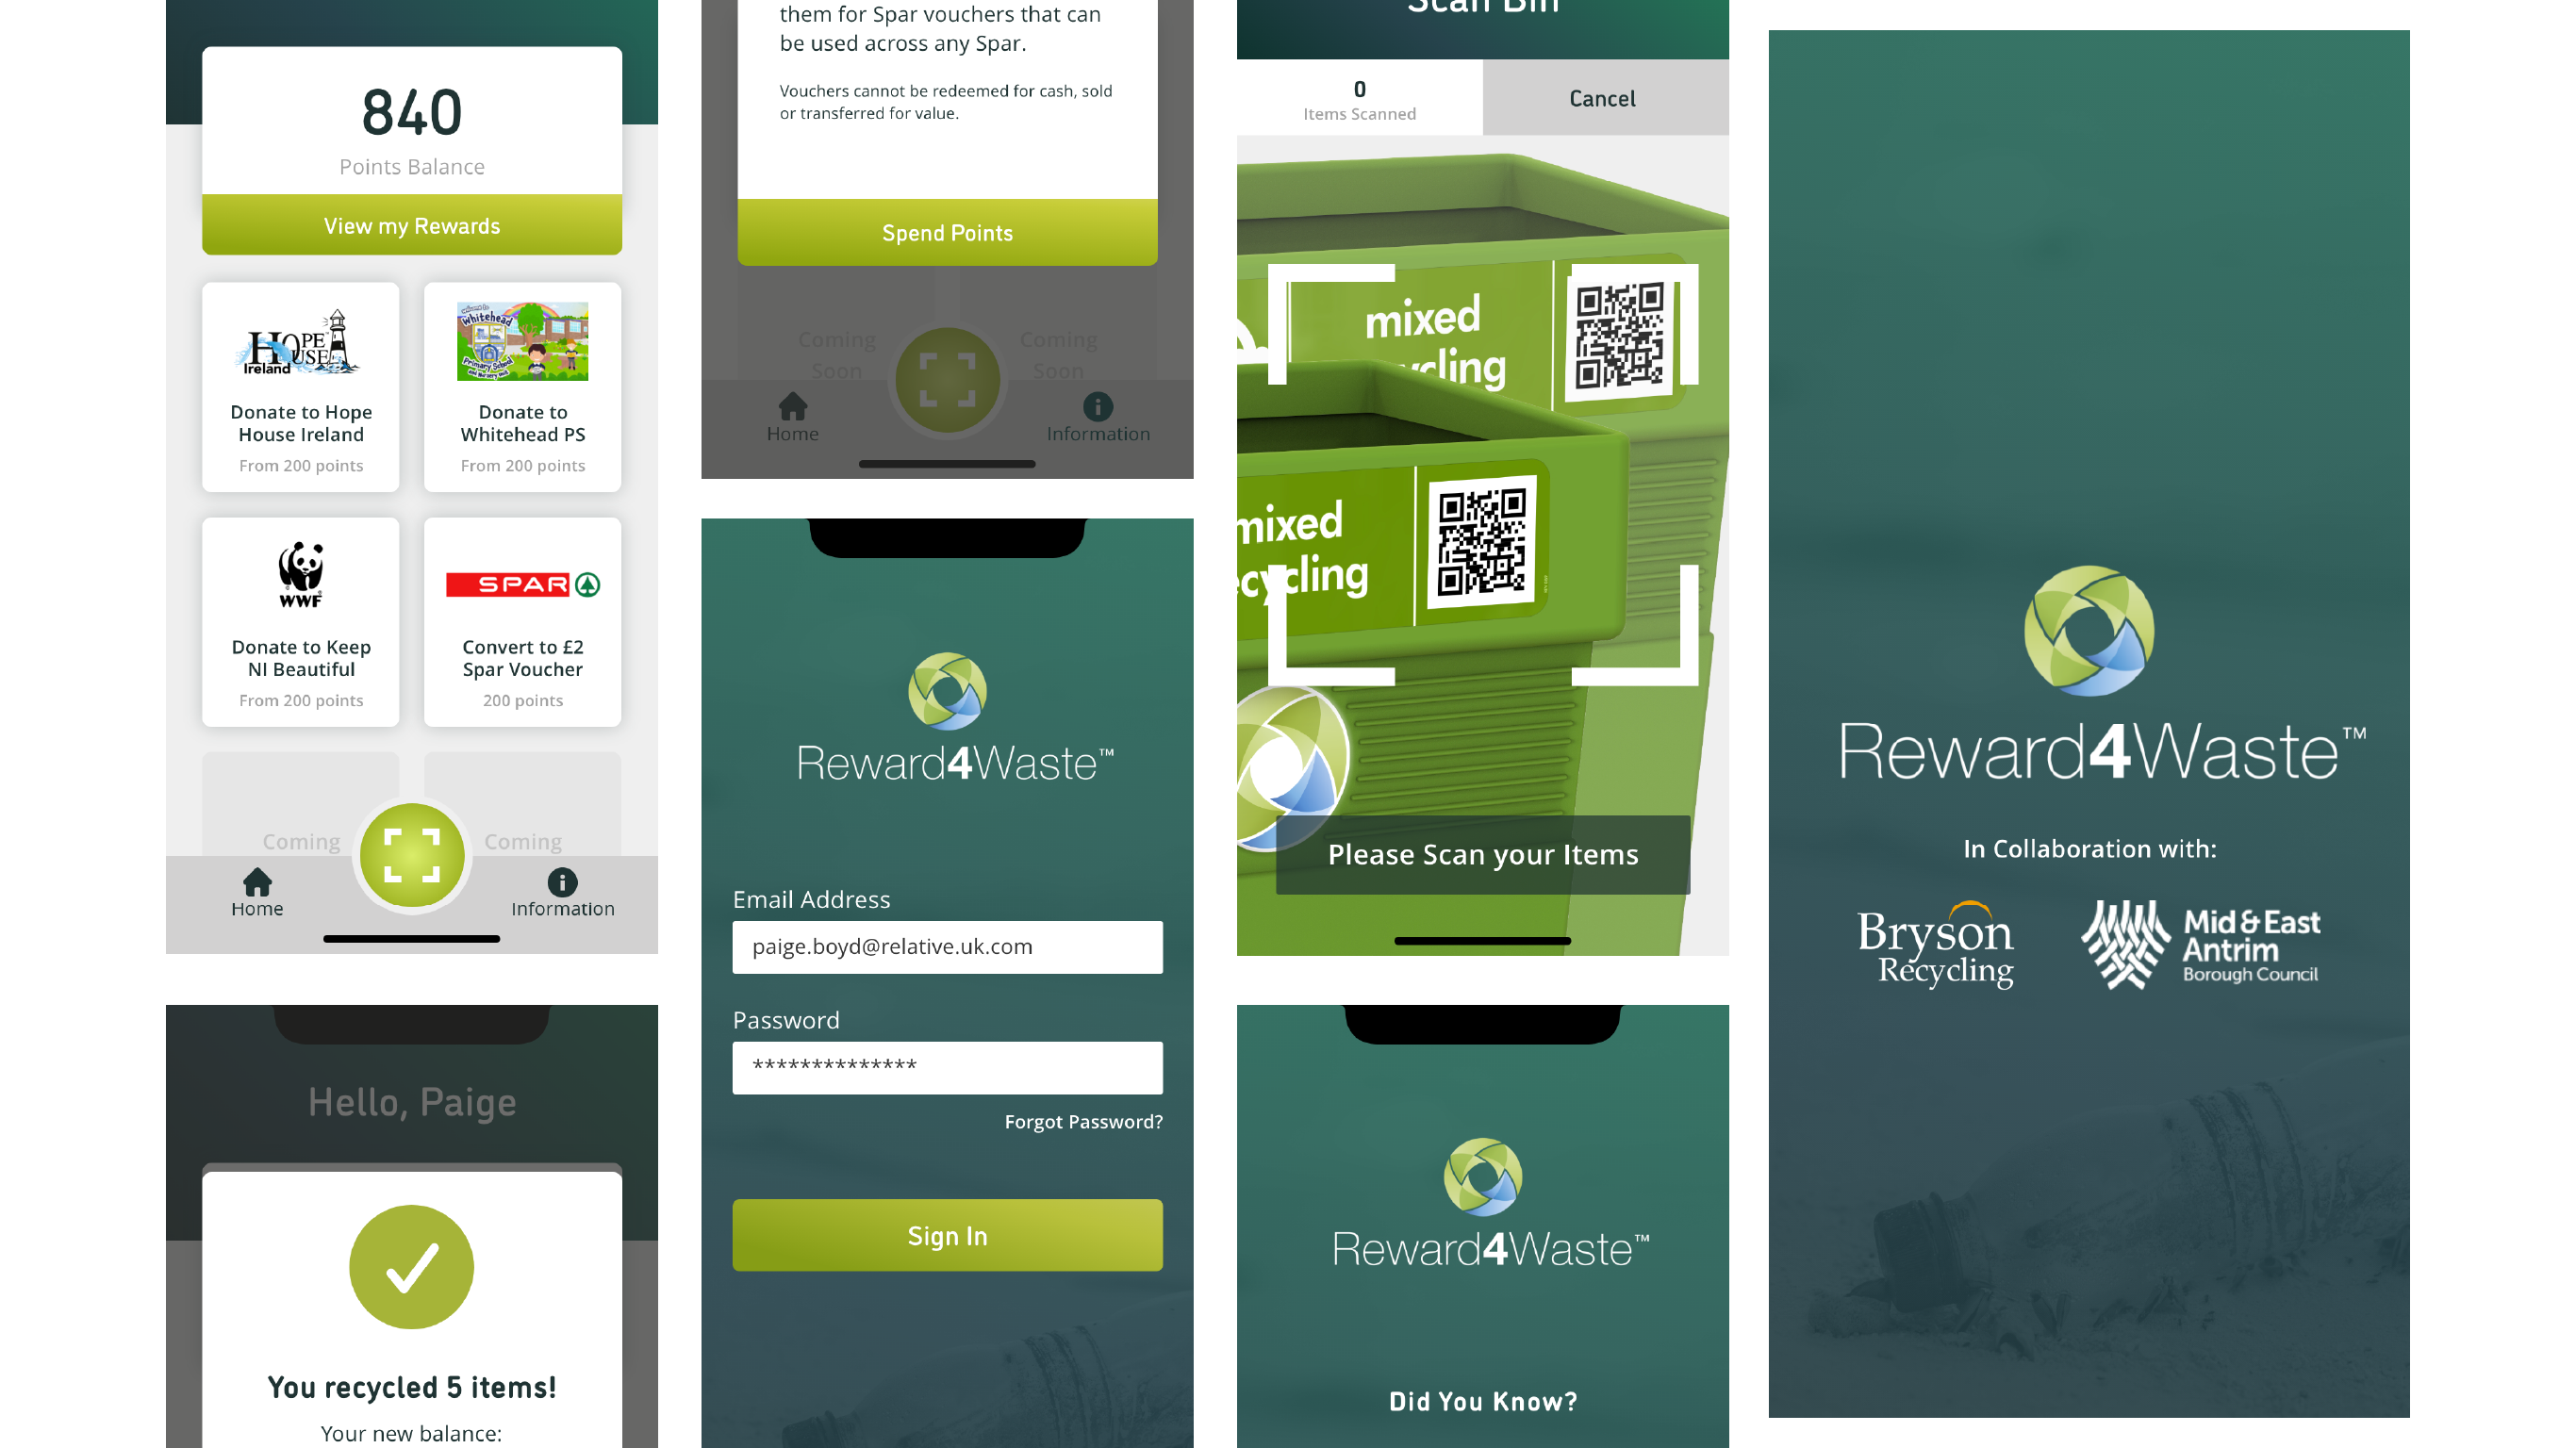 840
Points Balance
View my Rewards
HOPE
HOUSE
Ireland
Donate to Hope
House Ireland
From 200 points
Whitehead
Primary School
Donate to
Whitehead PS
From 200 points
WWF
Donate to Keep
NI Beautiful
From 200 points
SPAR
Convert to £2
Spar Voucher
200 points
Coming
Coming
Home
Information
Hello, Paige
You recycled 5 items!
Your new balance:
them for Spar vouchers that can
be used across any Spar.
Vouchers cannot be redeemed for cash, sold
or transferred for value.
Spend Points
Coming
Soon
Coming
Soon
Home
Information
Reward4Waste™
Email Address
paige.boyd@relative.uk.com
Password
**************
Forgot Password?
Sign In
Scan Bin
0
Items Scanned
Cancel
mixed
cling
mixed
ecycling
Please Scan your Items
Reward4Waste™
Did You Know?
Reward4Waste™
In Collaboration with:
Bryson
Recycling
Mid & East
Antrim
Borough Council